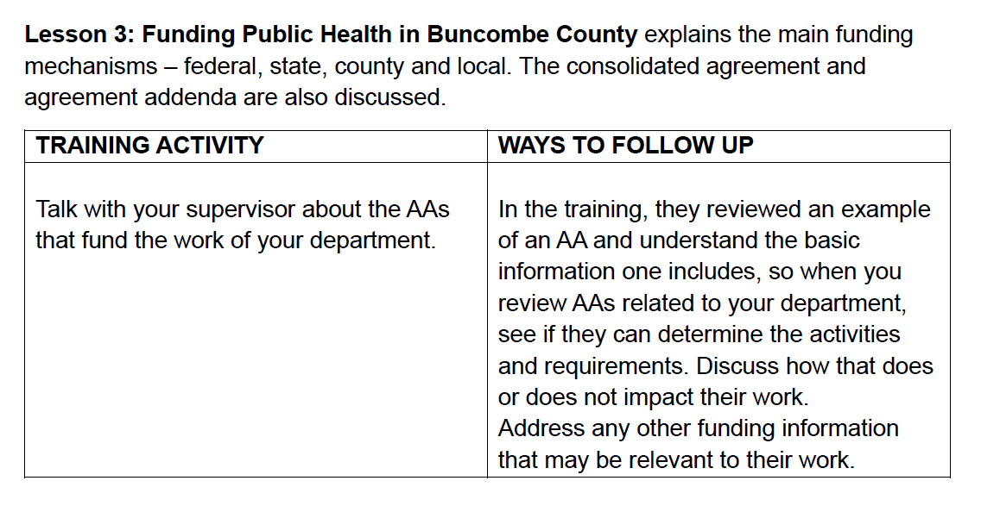 Lesson 3: Funding Public Health in Buncombe County explains the main funding
mechanisms – federal, state, county and local. The consolidated agreement and
agreement addenda are also discussed.
TRAINING ACTIVITY
WAYS TO FOLLOW UP
Talk with your supervisor about the AAs
that fund the work of your department.
In the training, they reviewed an example
of an AA and understand the basic
information one includes, so when you
review AAs related to your department,
see if they can determine the activities
and requirements. Discuss how that does
or does not impact their work.
Address any other funding information
that may be relevant to their work.